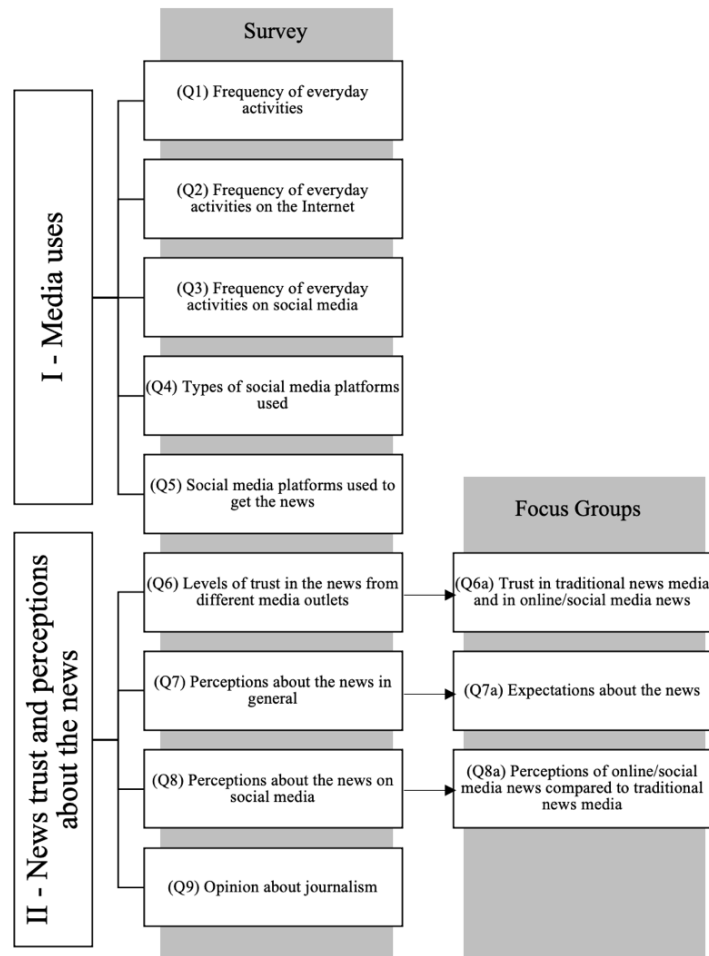 Survey
I - Media uses
(Q1) Frequency of everyday
activities
(Q2) Frequency of everyday
activities on the Internet
(Q3) Frequency of everyday
activities on social media
(Q4) Types of social media platforms
used
(Q5) Social media platforms used to
get the news
Focus Groups
II - News trust and perceptions
about the news
(Q6) Levels of trust in the news from
different media outlets
(Q6a) Trust in traditional news media
and in online/social media news
(Q7) Perceptions about the news in
general
(Q7a) Expectations about the news
(Q8) Perceptions about the news on
social media
(Q8a) Perceptions of online/social
media news compared to traditional
news media
(Q9) Opinion about journalism